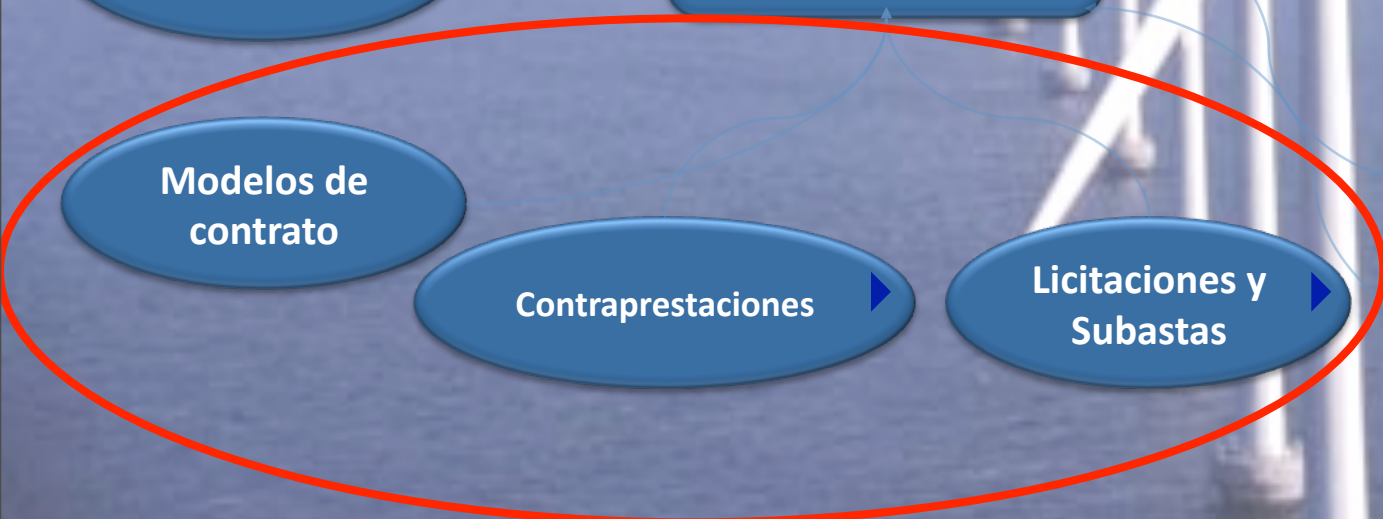 Modelos de
contrato
Contraprestaciones
Licitaciones y
Subastas